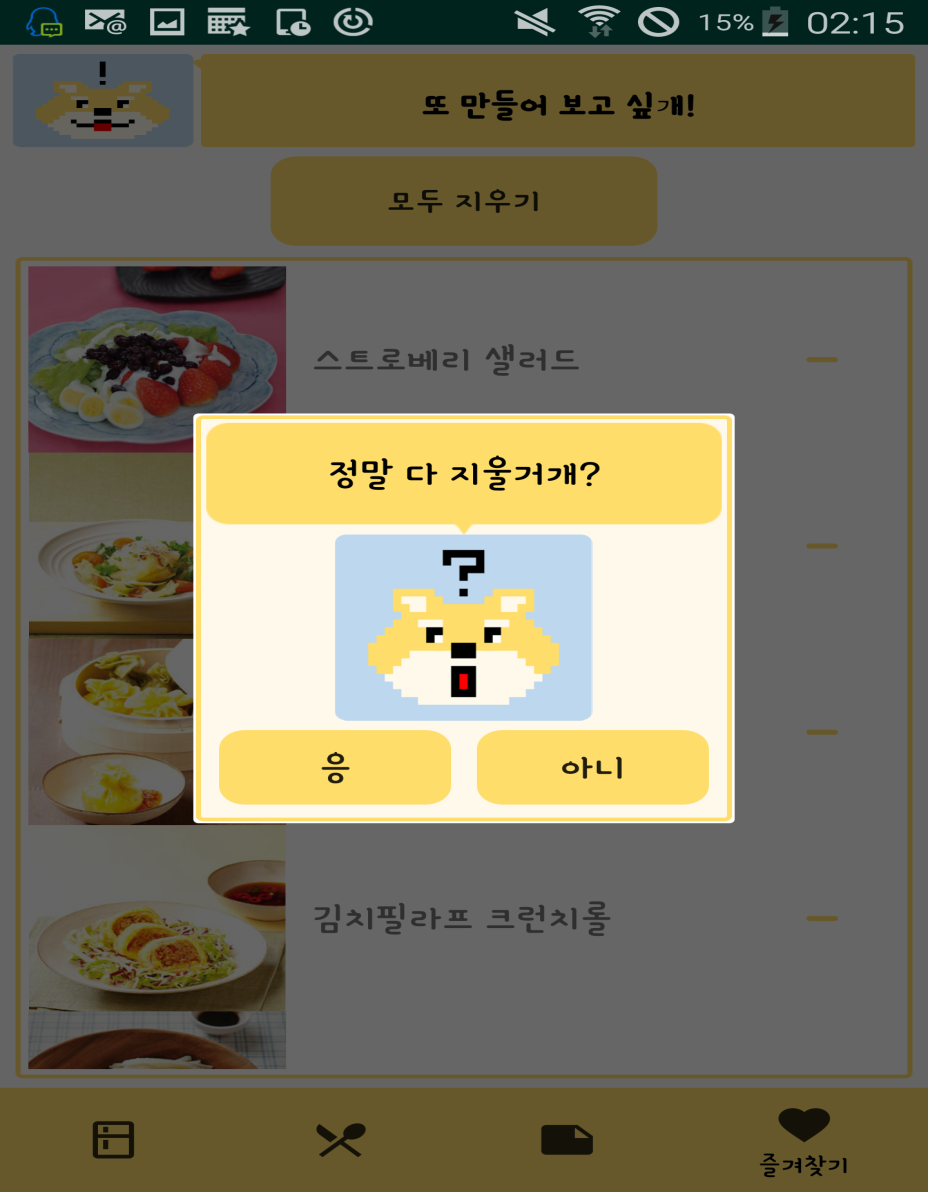 15% 02:15
!
또 만들어 보고 싶개!
모두 지우기
스트로베리 샐러드
정말 다 지울거개?
?
응 아니
김치필라프 크런치롤
즐겨찾기